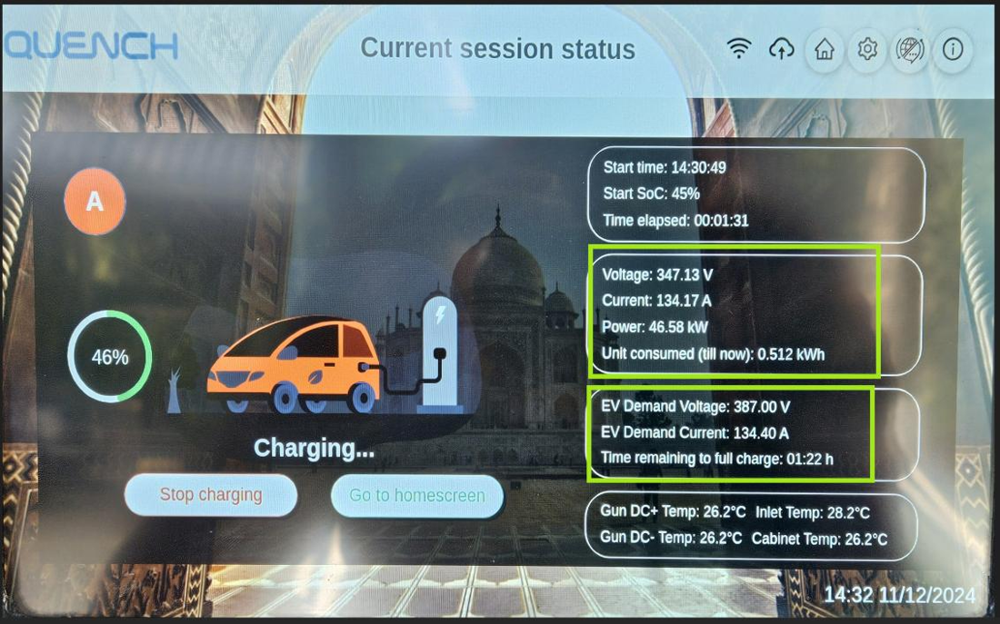 QUENCH
Current session status
A
46%
Charging...
Stop charging
Go to homescreen
Start time: 14:30:49
Start SoC: 45%
Time elapsed: 00:01:31
Voltage: 347.13 V
Current: 134.17 A
Power: 46.58 kW
Unit consumed (till now): 0.512 kWh
EV Demand Voltage: 387.00 V
EV Demand Current: 134.40 A
Time remaining to full charge: 01:22 h
Gun DC+ Temp: 26.2°C Inlet Temp: 28.2°C
Gun DC- Temp: 26.2°C Cabinet Temp: 26.2°C
14:32 11/12/2024